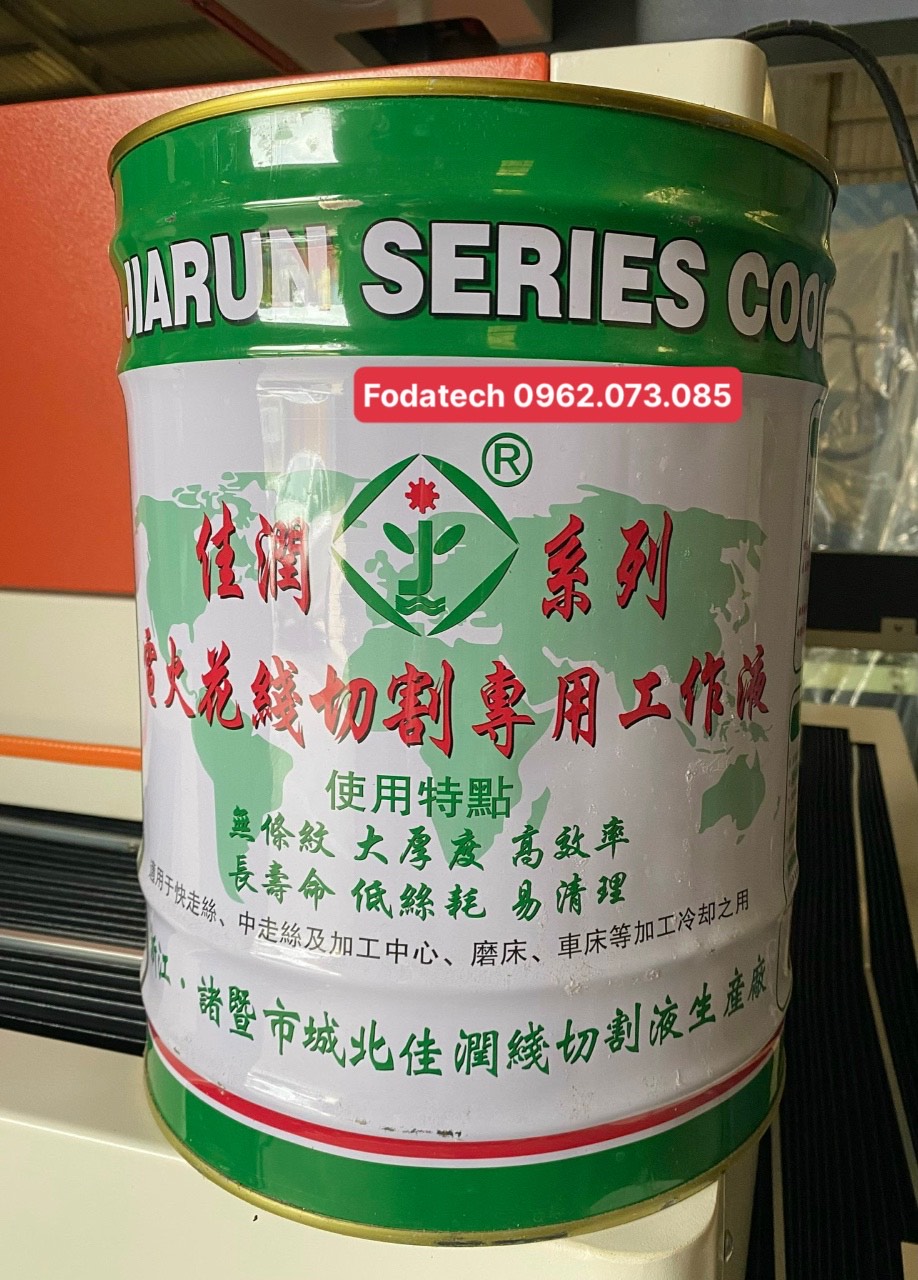 JIARUN SERIES COO
Fodatech 0962.073.085
®
佳潤 系列
電火花綫切割專用工作液
使用特點
無條紋 大厚度 高效率
長壽命 低絲耗 易清理
適用于快走絲、中走絲及加工中心、磨床、車床等加工冷却之用
浙江·諸暨市城北佳潤綫切割液生産廠